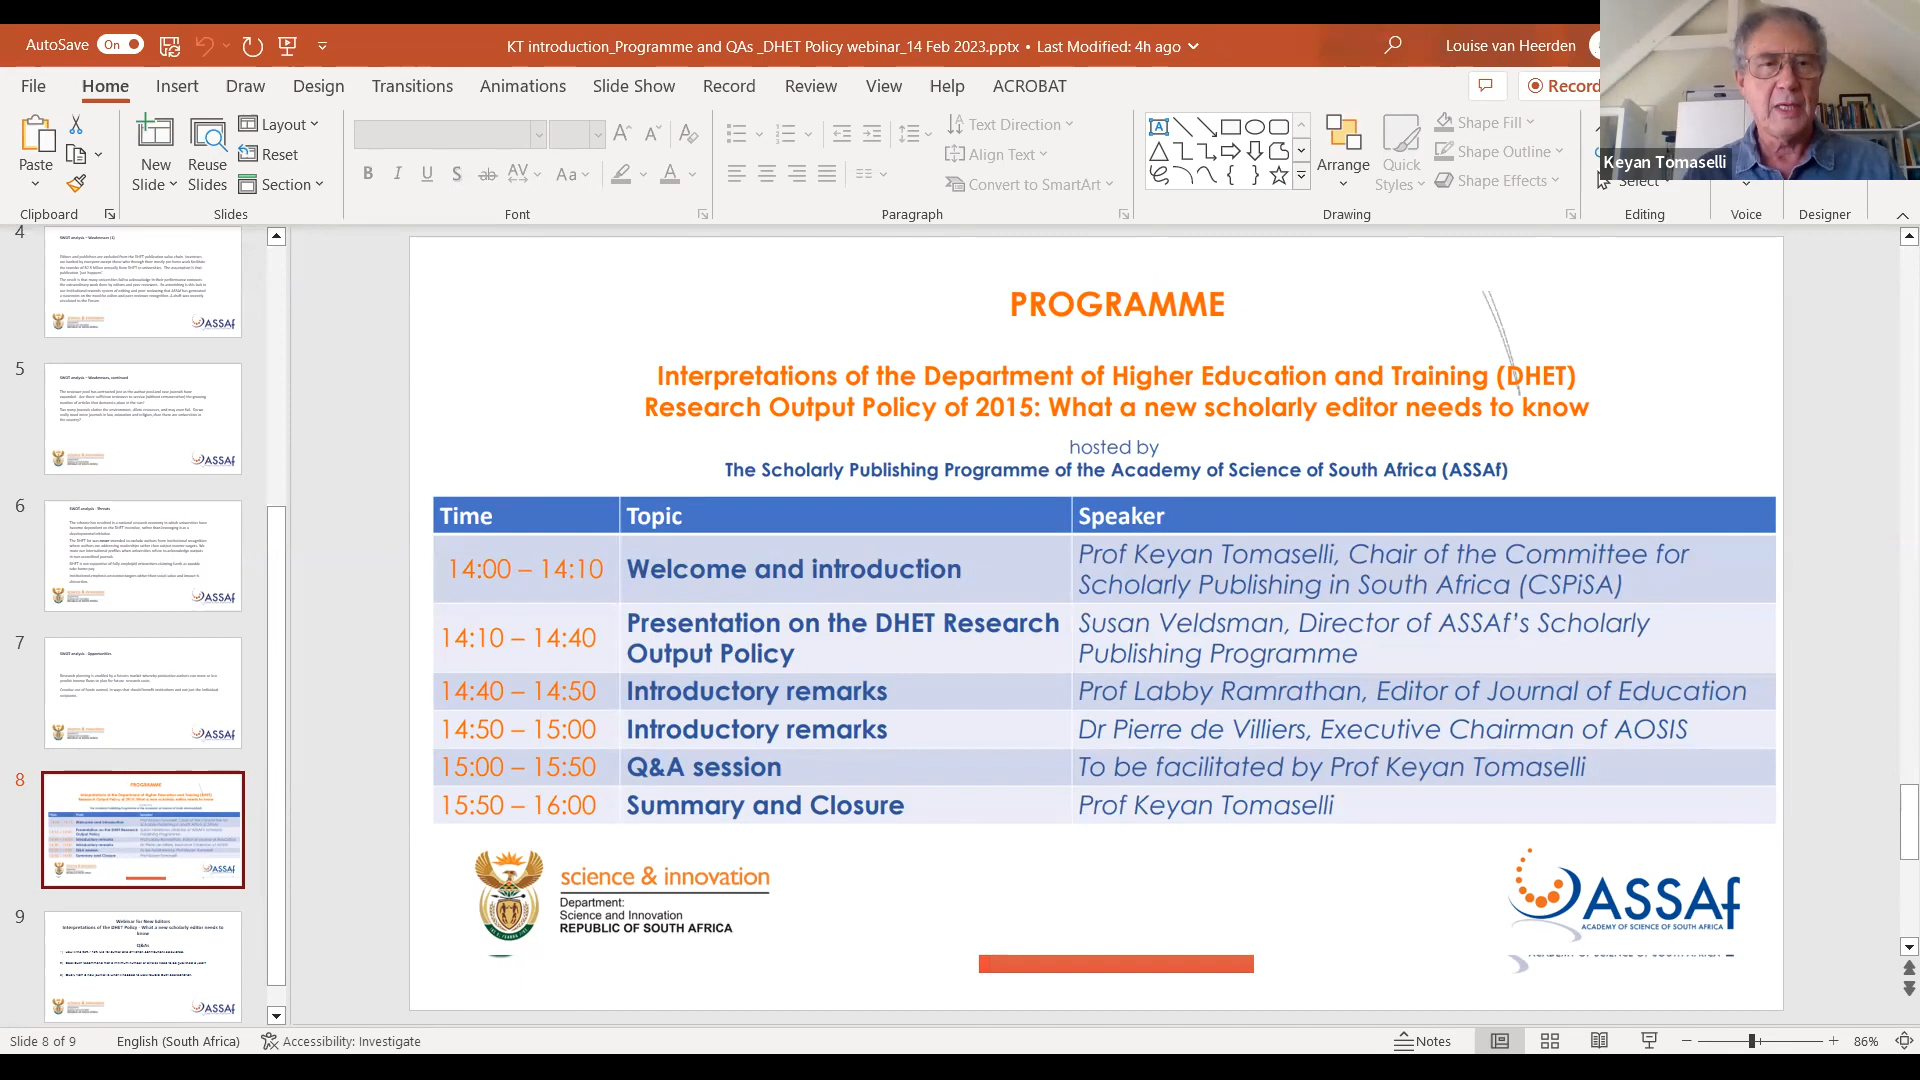 AutoSave On
KT introduction_Programme and QAs _DHET Policy webinar_14 Feb 2023.pptx • Last Modified: 4h ago
Louise van Heerden
File Home Insert Draw Design Transitions Animations Slide Show Record Review View Help ACROBAT
Record
Keyan Tomaselli
Paste
New Slide
Reuse Slides
Layout
Reset
Section
Text Direction
Align Text
Convert to SmartArt
Arrange
Quick Styles
Shape Fill
Shape Outline
Shape Effects
Select
Clipboard Slides Font Paragraph Drawing Editing Voice Designer
4
5
6
7
8
9
PROGRAMME
Interpretations of the Department of Higher Education and Training (DHET)
Research Output Policy of 2015: What a new scholarly editor needs to know
hosted by
The Scholarly Publishing Programme of the Academy of Science of South Africa (ASSAf)
Time Topic Speaker
14:00 – 14:10 Welcome and introduction Prof Keyan Tomaselli, Chair of the Committee for
Scholarly Publishing in South Africa (CSPiSA)
14:10 – 14:40 Presentation on the DHET Research Output Policy Susan Veldsman, Director of ASSAf's Scholarly
Publishing Programme
14:40 – 14:50 Introductory remarks Prof Labby Ramrathan, Editor of Journal of Education
14:50 – 15:00 Introductory remarks Dr Pierre de Villiers, Executive Chairman of AOSIS
15:00 – 15:50 Q&A session To be facilitated by Prof Keyan Tomaselli
15:50 – 16:00 Summary and Closure Prof Keyan Tomaselli
science & innovation
Department:
Science and Innovation
REPUBLIC OF SOUTH AFRICA
ASSAf
ACADEMY OF SCIENCE OF SOUTH AFRICA
Slide 8 of 9 English (South Africa) Accessibility: Investigate Notes 86%